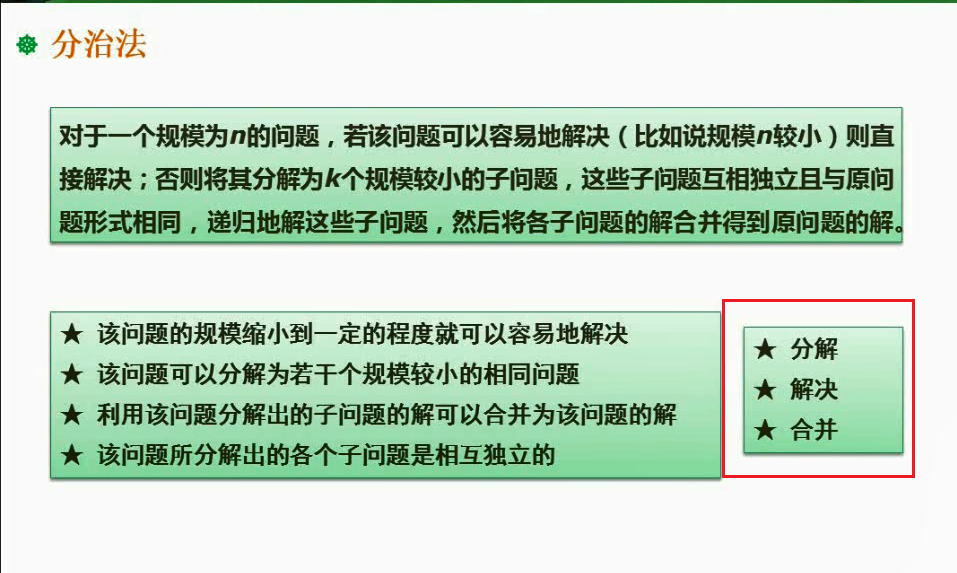 分治法
对于一个规模为n的问题，若该问题可以容易地解决（比如说规模n较小）则直
接解决；否则将其分解为k个规模较小的子问题，这些子问题互相独立且与原问
题形式相同，递归地解这些子问题，然后将各子问题的解合并得到原问题的解。
★ 该问题的规模缩小到一定的程度就可以容易地解决
★ 该问题可以分解为若干个规模较小的相同问题
★ 利用该问题分解出的子问题的解可以合并为该问题的解
★ 该问题所分解出的各个子问题是相互独立的
★ 分解
★ 解决
★ 合并